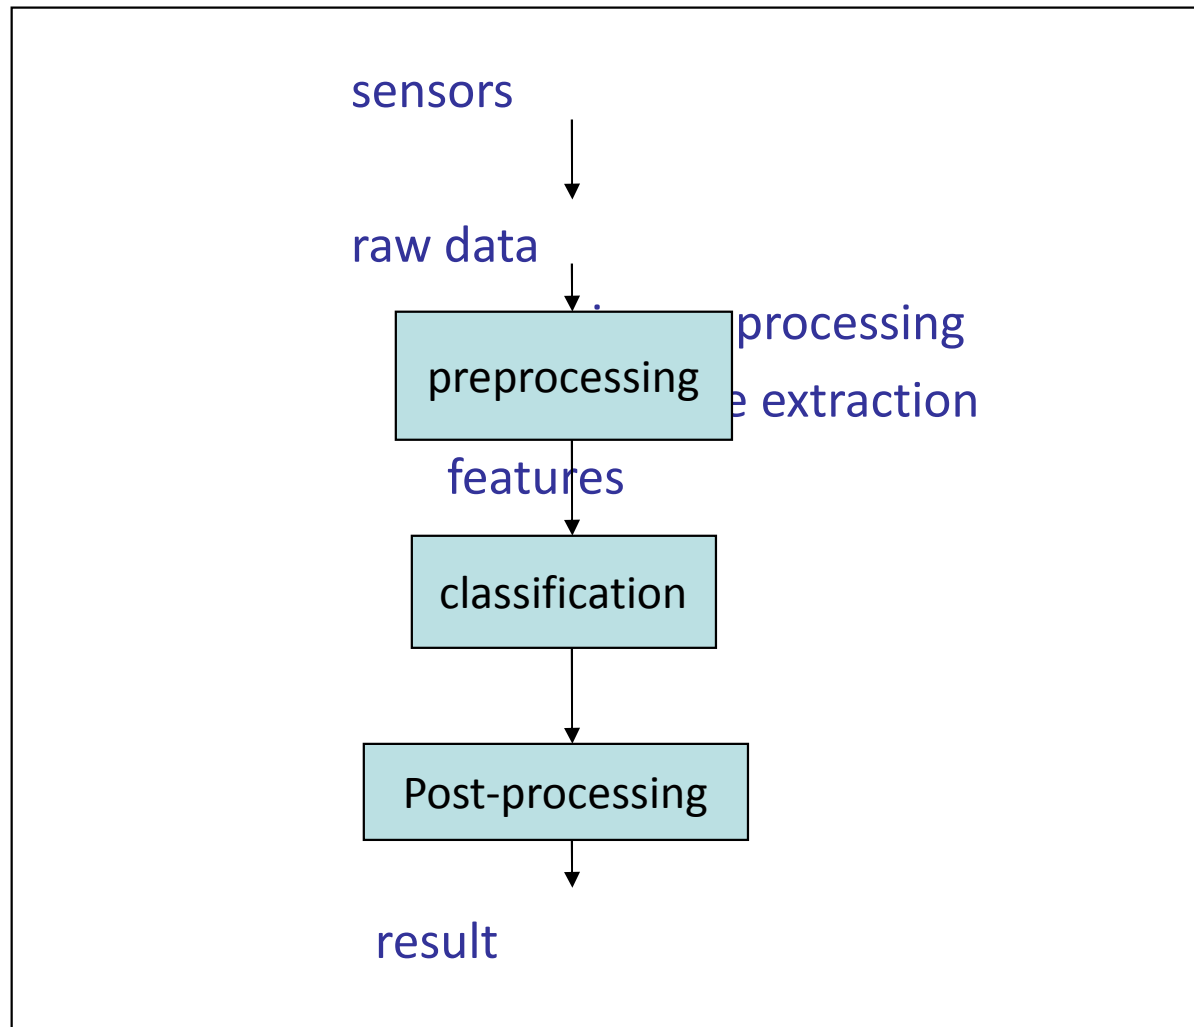 sensors
raw data
processing
preprocessing
extraction
features
classification
Post-processing
result